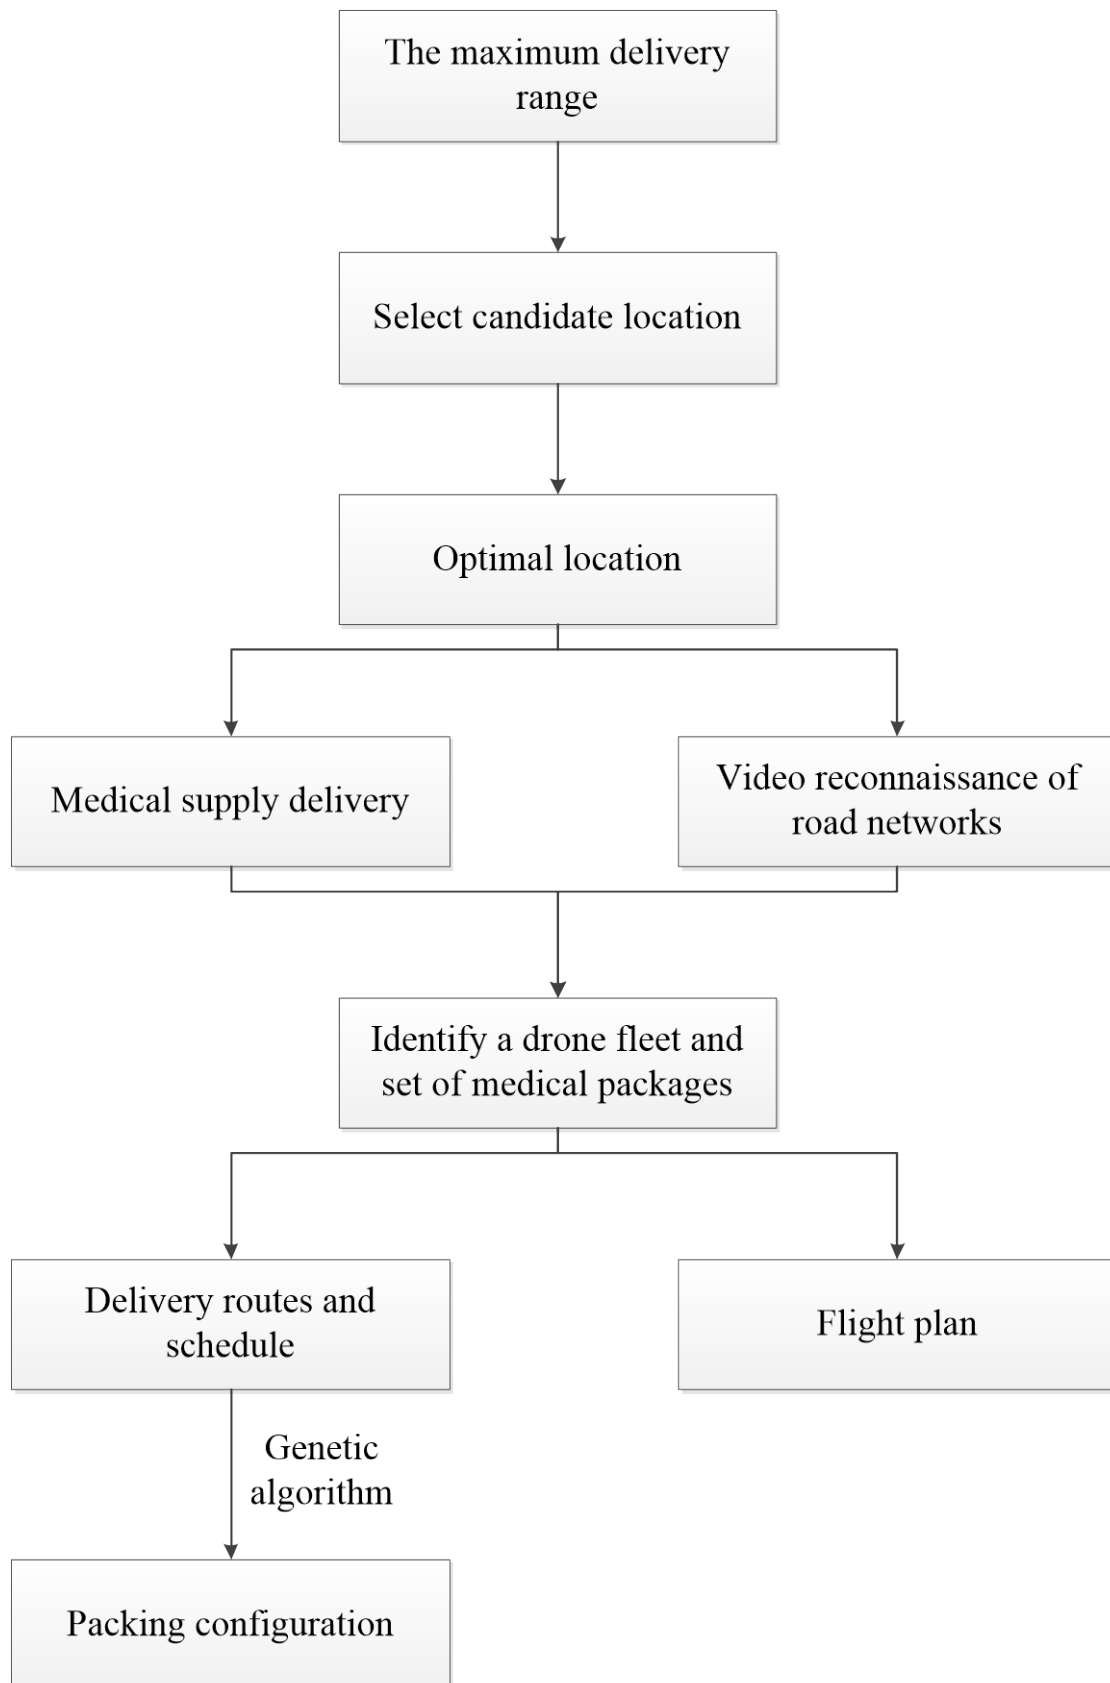 The maximum delivery
range
Select candidate location
Optimal location
Medical supply delivery
Video reconnaissance of
road networks
Identify a drone fleet and
set of medical packages
Delivery routes and
schedule
Flight plan
Genetic
algorithm
Packing configuration